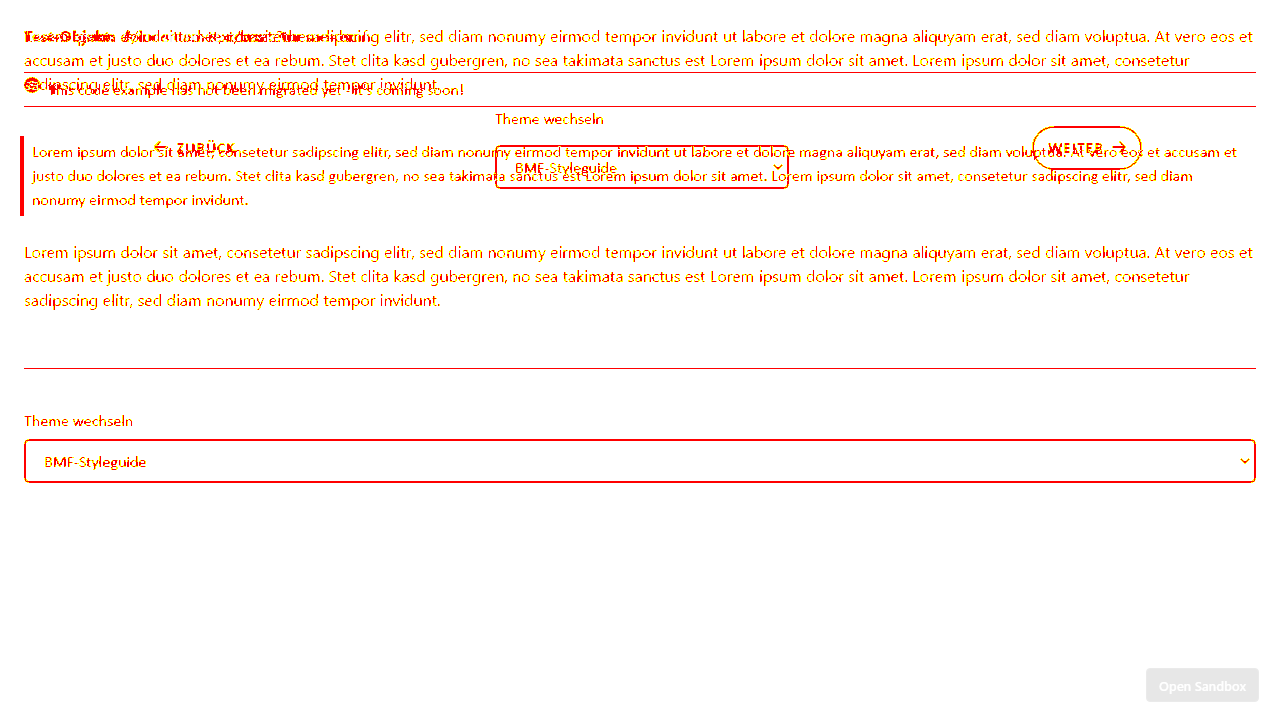 Lorem ipsum dolor sit amet, consetetur sadipscing elitr, sed diam nonumy eirmod tempor invidunt ut labore et dolore magna aliquyam erat, sed diam voluptua. At vero eos et
accusam et justo duo dolores et ea rebum. Stet clita kasd gubergren, no sea takimata sanctus est Lorem ipsum dolor sit amet. Lorem ipsum dolor sit amet, consetetur
sadipscing elitr, sed diam nonumy eirmod tempor invidunt.
This code example has not been migrated yet - it's coming soon!
Theme wechseln
← ZURÜCK
WEITER →
Lorem ipsum dolor sit amet, consetetur sadipscing elitr, sed diam nonumy eirmod tempor invidunt ut labore et dolore magna aliquyam erat, sed diam voluptua. At vero eos et accusam et
BMF-Styleguide
justo duo dolores et ea rebum. Stet clita kasd gubergren, no sea takimata sanctus est Lorem ipsum dolor sit amet. Lorem ipsum dolor sit amet, consetetur sadipscing elitr, sed diam
nonumy eirmod tempor invidunt.
Lorem ipsum dolor sit amet, consetetur sadipscing elitr, sed diam nonumy eirmod tempor invidunt ut labore et dolore magna aliquyam erat, sed diam voluptua. At vero eos et
accusam et justo duo dolores et ea rebum. Stet clita kasd gubergren, no sea takimata sanctus est Lorem ipsum dolor sit amet. Lorem ipsum dolor sit amet, consetetur
sadipscing elitr, sed diam nonumy eirmod tempor invidunt.
Theme wechseln
BMF-Styleguide
Open Sandbox